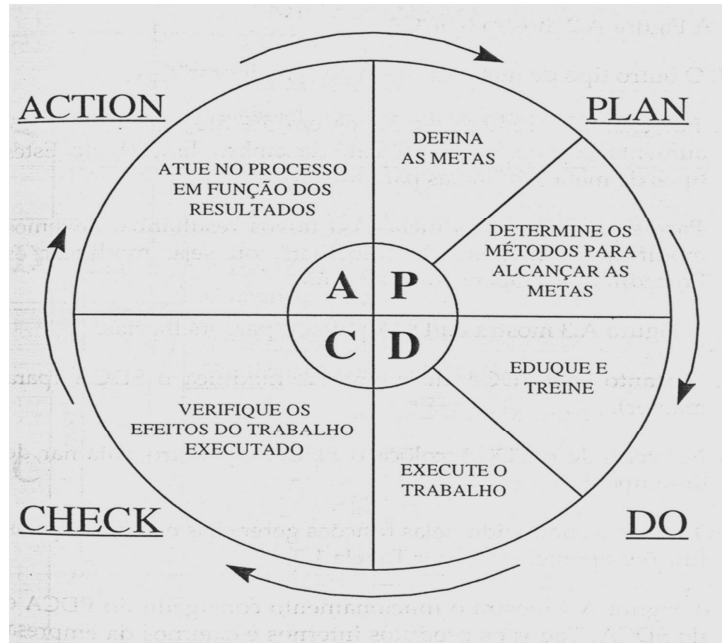 ACTION
PLAN
DEFINA
AS METAS
ATUE NO PROCESSO
EM FUNÇÃO DOS
RESULTADOS
DETERMINE OS
MÉTODOS PARA
ALCANÇAR AS
METAS
A P
C D
EDUQUE E
TREINE
VERIFIQUE OS
EFEITOS DO TRABALHO
EXECUTADO
EXECUTE O
TRABALHO
CHECK
DO